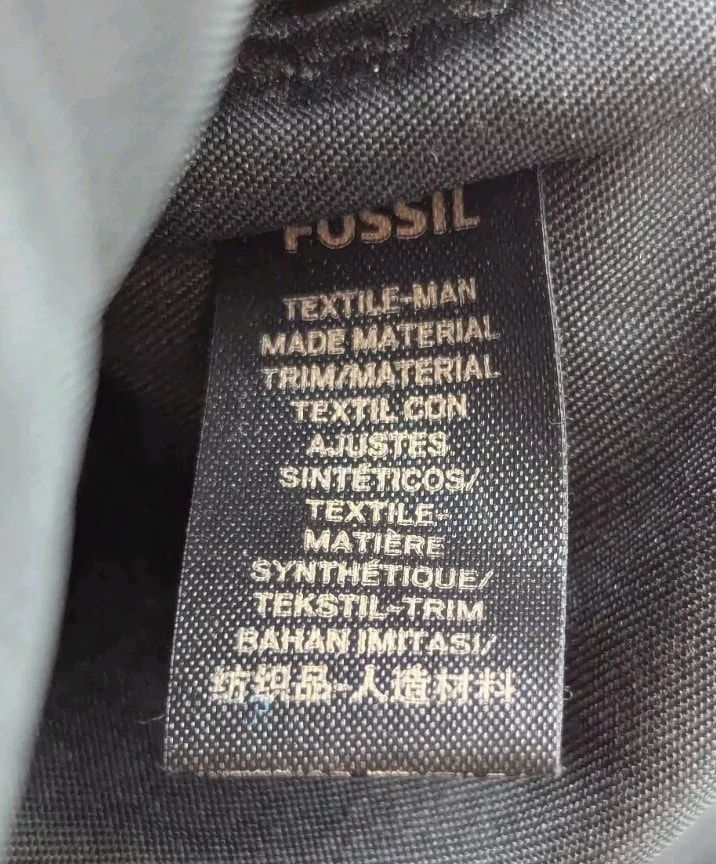 FOSSIL
TEXTILE-MAN
MADE MATERIAL
TRIM/MATERIAL
TEXTIL CON
AJUSTES
SINTÉTICOS/
TEXTILE-
MATIÈRE
SYNTHÉTIQUE/
TEKSTIL-TRIM
BAHAN IMITASI/
纺织品-人造材料